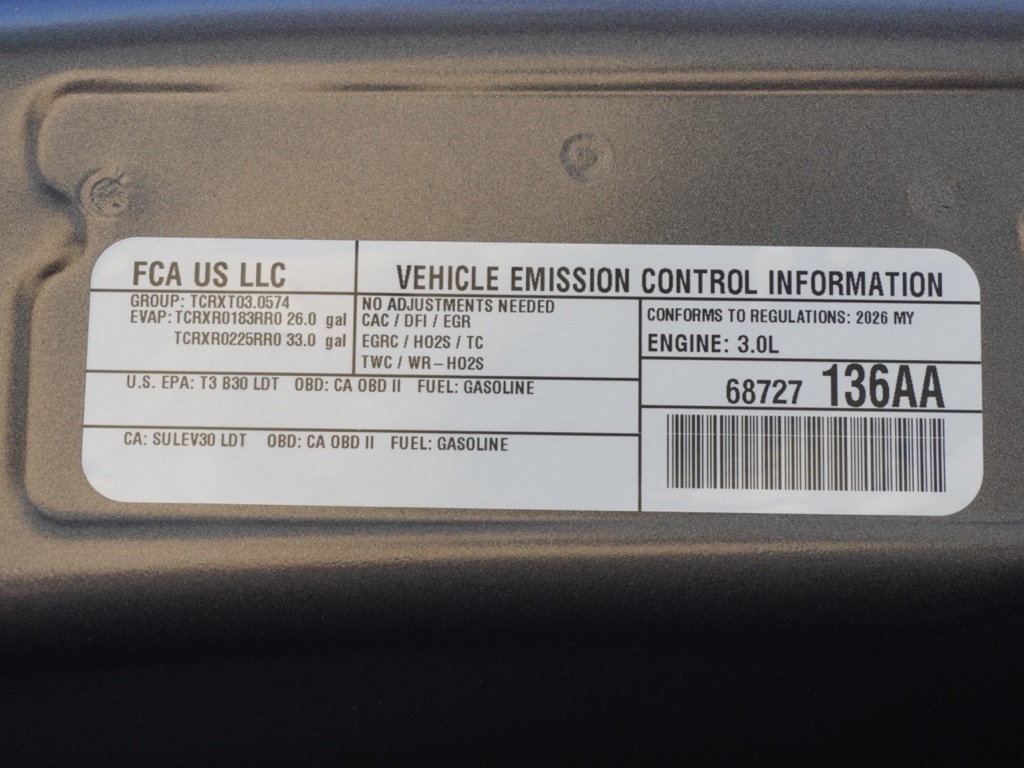 FCA US LLC
VEHICLE EMISSION CONTROL INFORMATION
GROUP: TCRXT03.0574
EVAP: TCRXR0183RR0 26.0 gal
TCRXR0225RR0 33.0 gal
NO ADJUSTMENTS NEEDED
CAC / DFI / EGR
EGRC / HO2S / TC
TWC / WR-HO2S
CONFORMS TO REGULATIONS: 2026 MY
ENGINE: 3.0L
U.S. EPA: T3 B30 LDT OBD: CA OBD II FUEL: GASOLINE
68727 136AA
CA: SULEV30 LDT OBD: CA OBD II FUEL: GASOLINE